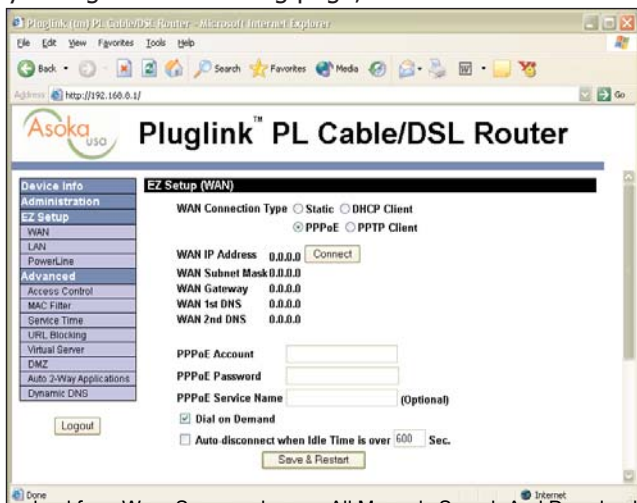 Pluglink (tm) PL Cable/DSL Router - Microsoft Internet Explorer
File Edit View Favorites Tools Help
Back Search Favorites Media
Address http://192.168.0.1/ Go
Asoka USA
Pluglink™ PL Cable/DSL Router
Device Info
Administration
EZ Setup
WAN
LAN
PowerLine
Advanced
Access Control
MAC Filter
Service Time
URL Blocking
Virtual Server
DMZ
Auto 2-Way Applications
Dynamic DNS
Logout
EZ Setup (WAN)
WAN Connection Type Static DHCP Client
PPPoE PPTP Client
WAN IP Address 0.0.0.0 Connect
WAN Subnet Mask 0.0.0.0
WAN Gateway 0.0.0.0
WAN 1st DNS 0.0.0.0
WAN 2nd DNS 0.0.0.0
PPPoE Account
PPPoE Password
PPPoE Service Name (Optional)
Dial on Demand
Auto-disconnect when Idle Time is over 600 Sec.
Save & Restart
Done Internet